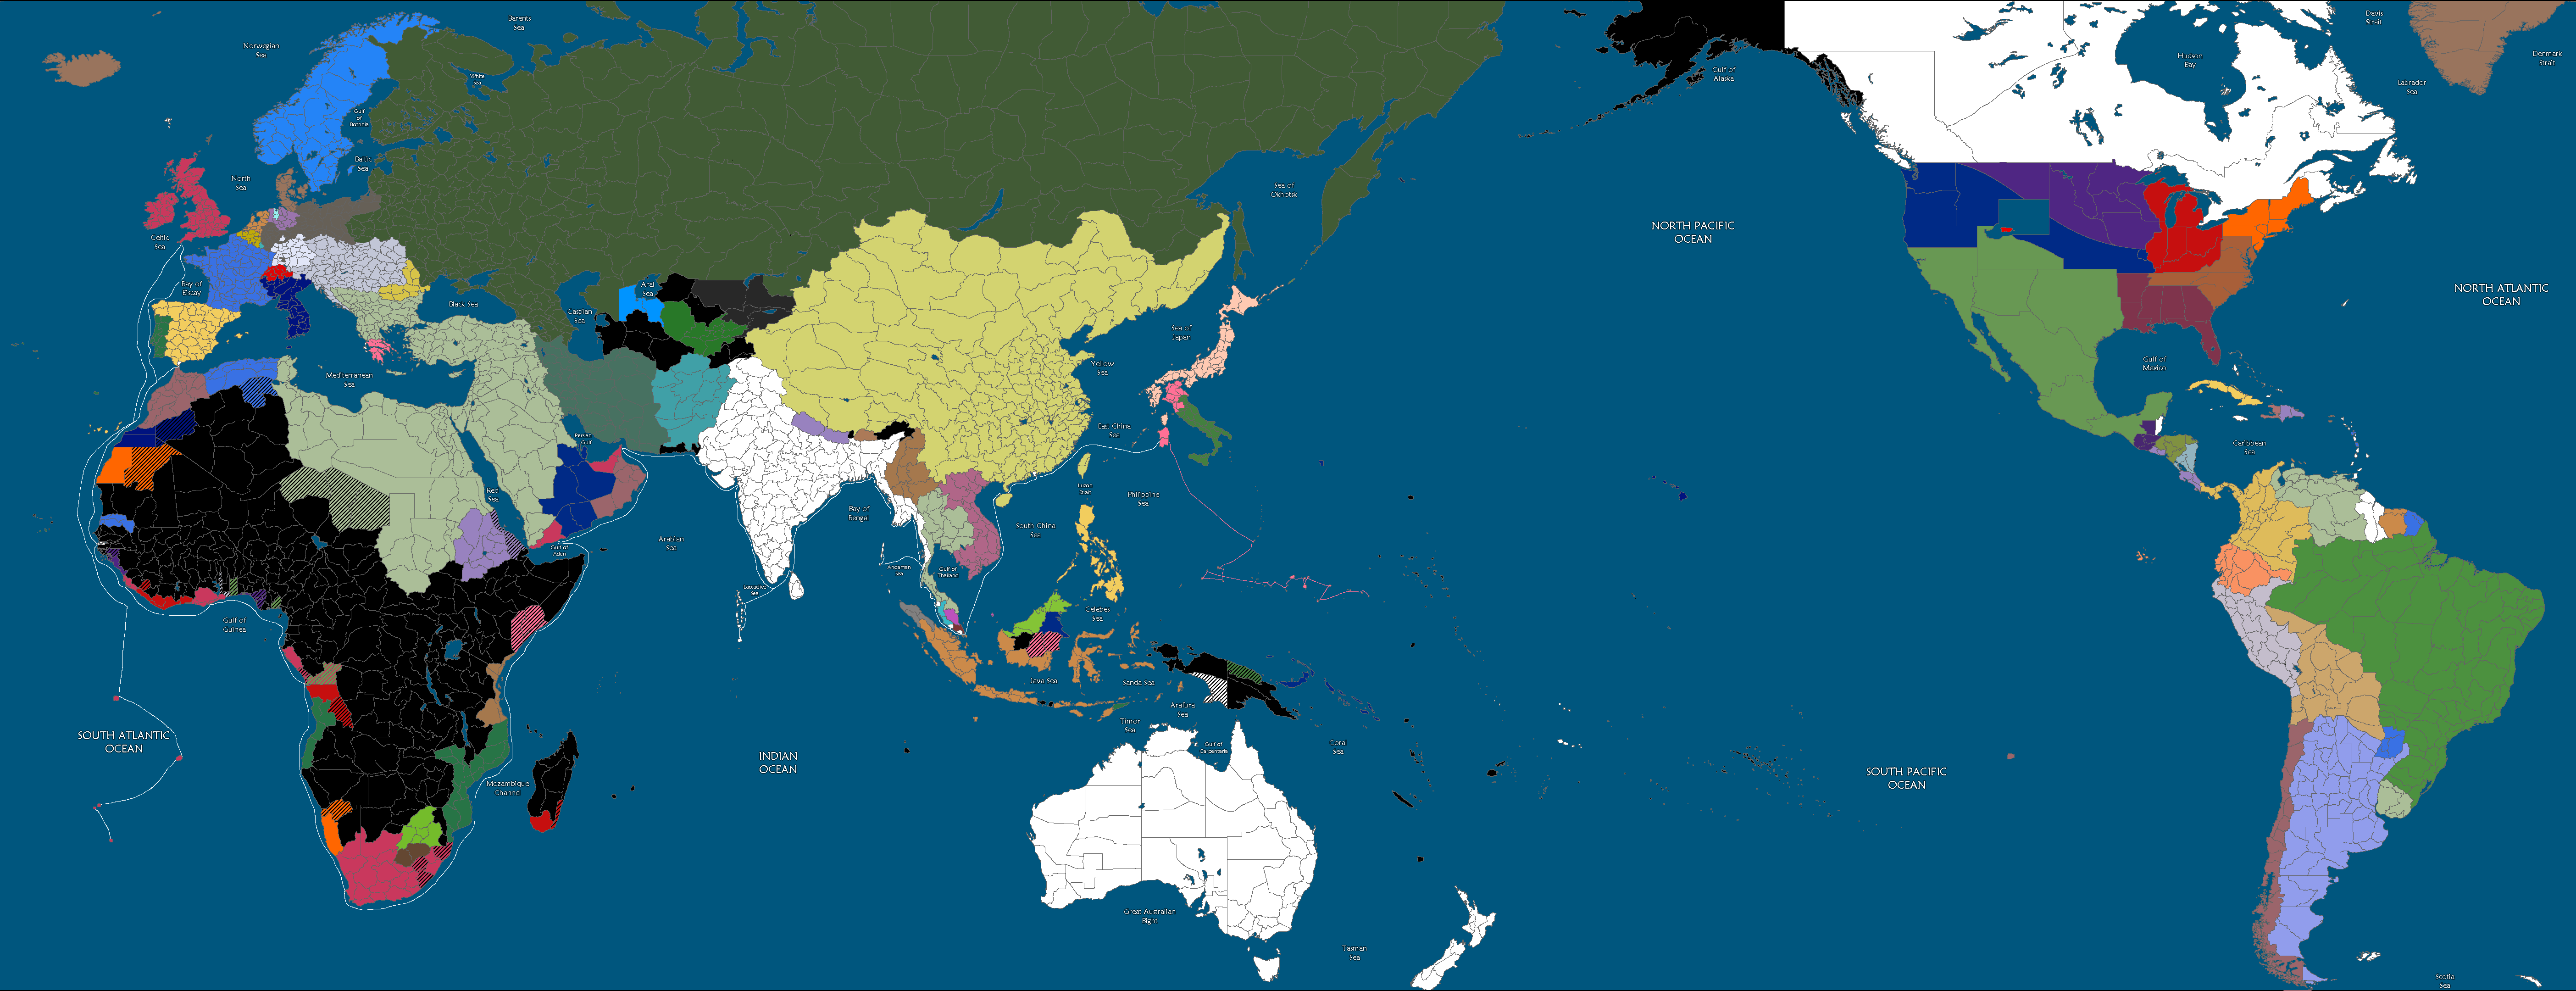 Barents
Sea
Norwegian
Sea
White
Sea
Gulf
of
Bothnia
Baltic
Sea
North
Sea
Celtic
Sea
Bay of
Biscay
Black Sea
Caspian
Sea
Aral
Sea
Mediterranean
Sea
Persian
Gulf
Red
Sea
Gulf of
Aden
Arabian
Sea
Laccadive
Sea
Bay of
Bengal
Andaman
Sea
Gulf of
Thailand
South China
Sea
Luzon
Strait
Philippine
Sea
East China
Sea
Yellow
Sea
Sea of
Japan
Sea of
Okhotsk
Celebes
Sea
Java Sea
Banda Sea
Arafura
Sea
Timor
Sea
Gulf of
Carpentaria
Coral
Sea
Great Australian
Bight
Tasman
Sea
INDIAN
OCEAN
Mozambique
Channel
Gulf of
Guinea
SOUTH ATLANTIC
OCEAN
NORTH PACIFIC
OCEAN
SOUTH PACIFIC
OCEAN
Gulf of
Alaska
Hudson
Bay
Davis
Strait
Denmark
Strait
Labrador
Sea
NORTH ATLANTIC
OCEAN
Gulf of
Mexico
Caribbean
Sea
Scotia
Sea